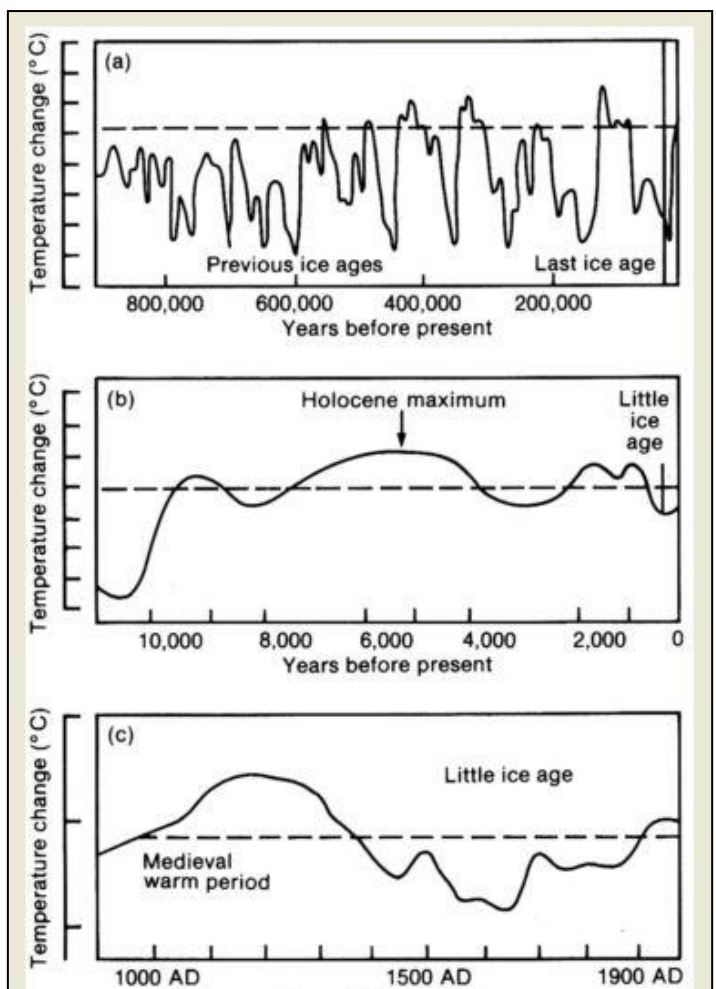 Temperature change (°C)
(a)
Previous ice ages
Last ice age
800,000
600,000
400,000
200,000
Years before present
Temperature change (°C)
(b)
Holocene maximum
Little
ice
age
10,000
8,000
6,000
4,000
2,000
0
Years before present
Temperature change (°C)
(c)
Little ice age
Medieval
warm period
1000 AD
1500 AD
1900 AD